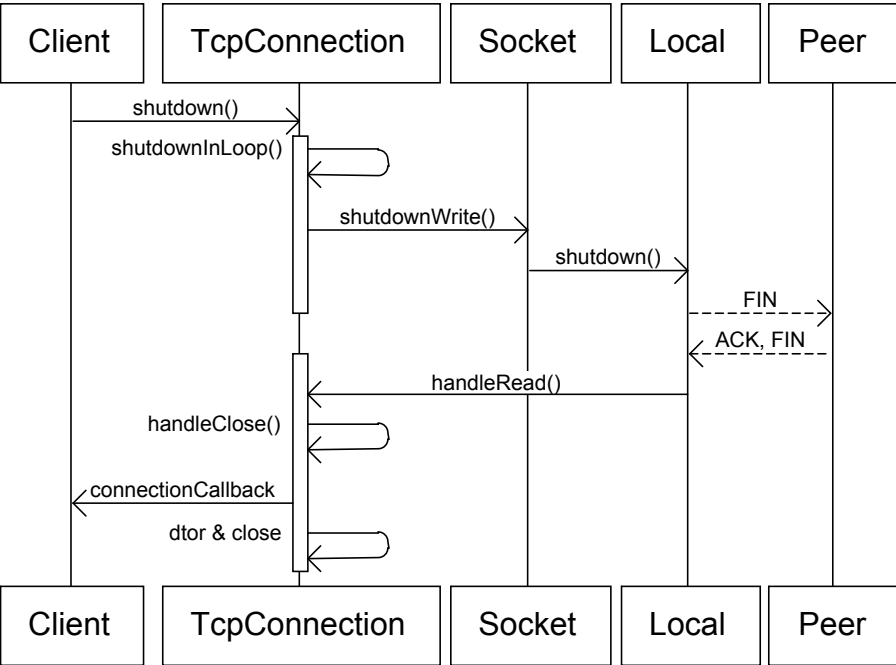 Client TcpConnection Socket Local Peer
shutdown()
shutdownInLoop()
shutdownWrite()
shutdown()
FIN
ACK, FIN
handleRead()
handleClose()
connectionCallback
dtor & close
Client TcpConnection Socket Local Peer